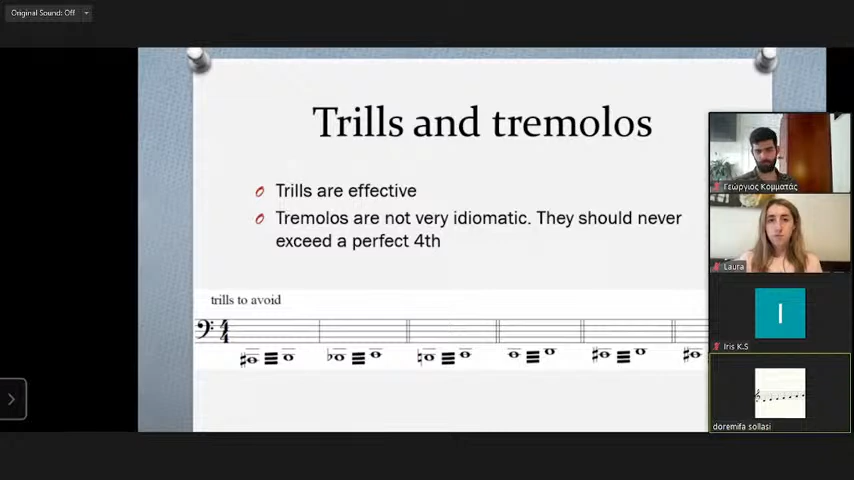 Original Sound: Off
Trills and tremolos
Trills are effective
Tremolos are not very idiomatic. They should never
exceed a perfect 4th
trills to avoid
Γεώργιος Κομματάς
Laura
I
Iris K.S
doremifa sollasi